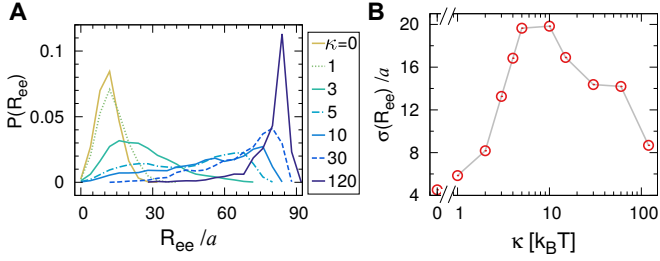 A
P(R_ee)
0.1
0.05
0
0 30 60 90
R_ee /a
κ=0
1
3
5
10
30
120
B
σ(R_ee) /a
20
16
12
8
4
0 1 10 100
κ [k_BT]